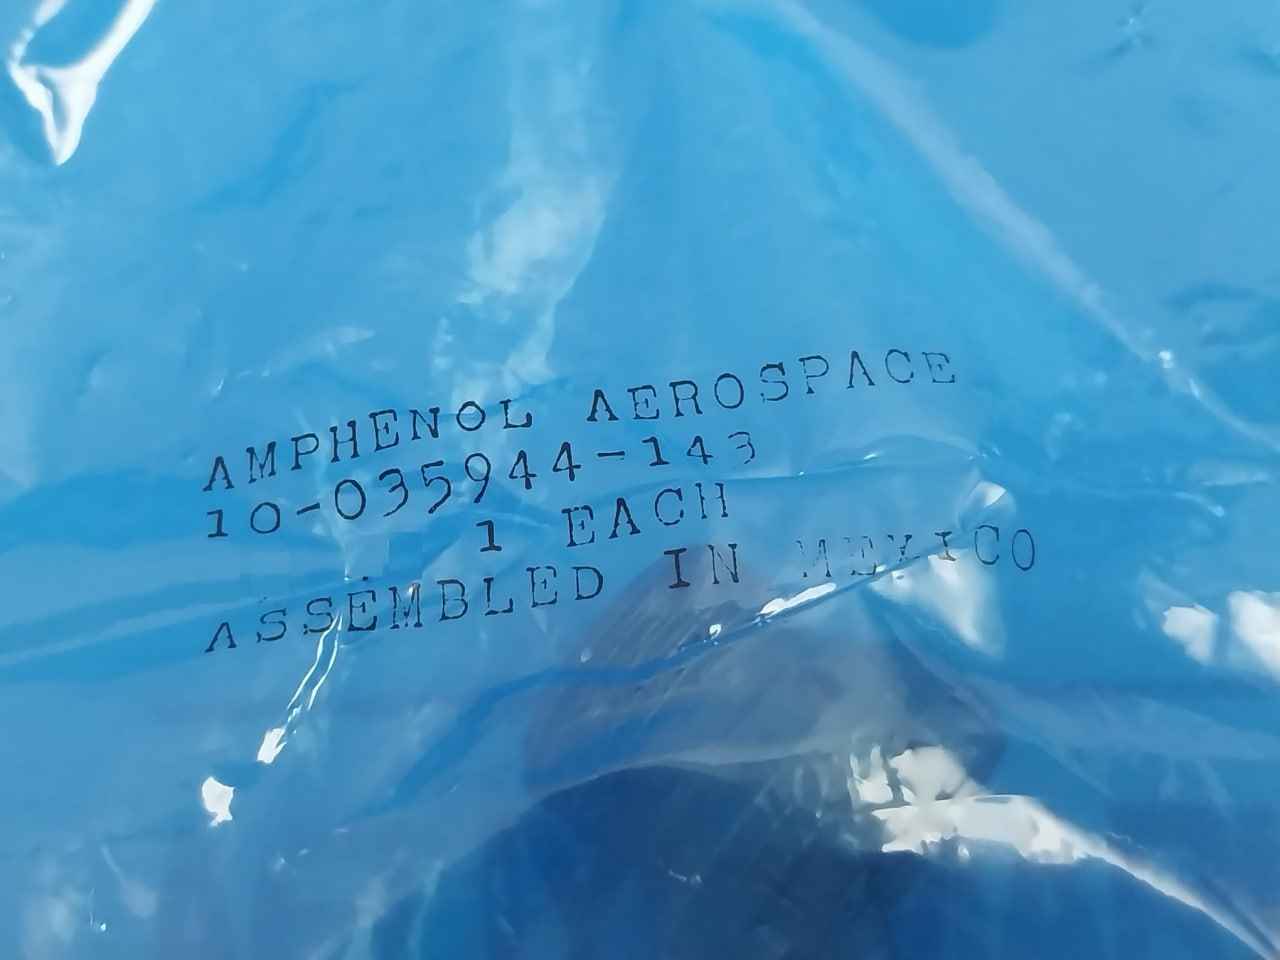 AMPHENOL AEROSPACE
10-035944-143
1 EACH
ASSEMBLED IN MEXICO